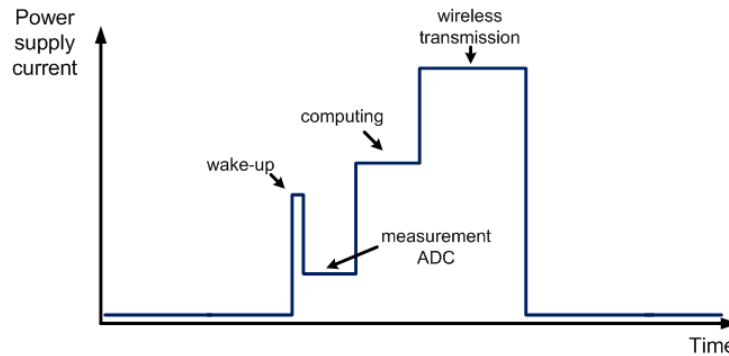 Power
supply
current
wireless
transmission
computing
wake-up
measurement
ADC
Time